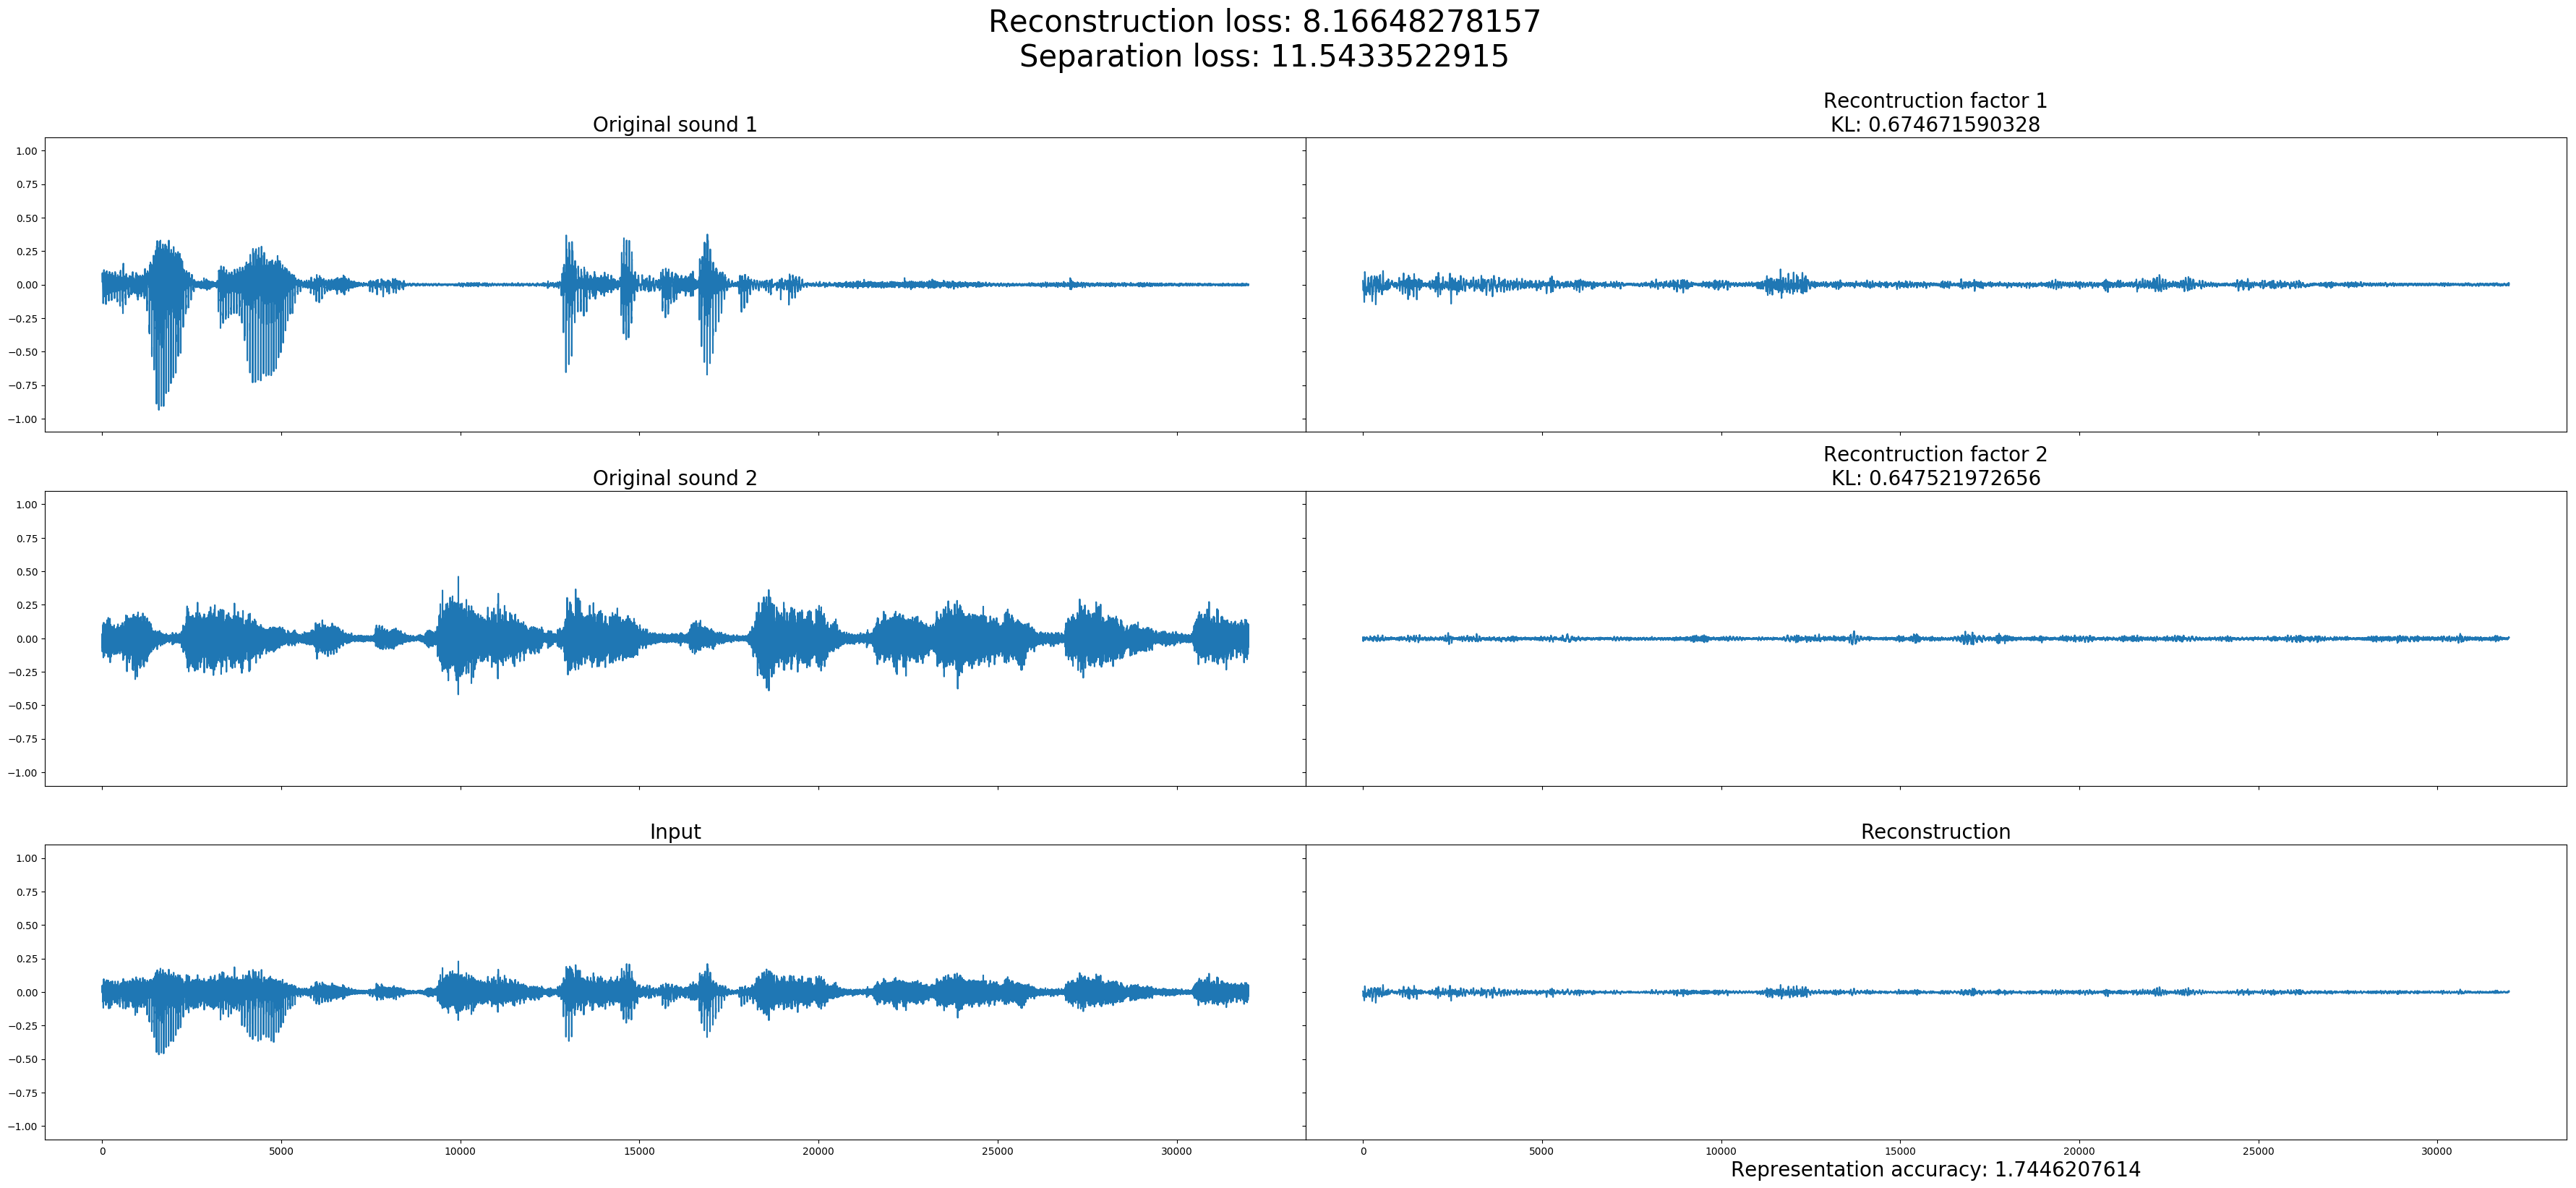 Reconstruction loss: 8.16648278157
Separation loss: 11.5433522915
Original sound 1
Recontruction factor 1
KL: 0.674671590328
1.00
0.75
0.50
0.25
0.00
−0.25
−0.50
−0.75
−1.00
Original sound 2
Recontruction factor 2
KL: 0.647521972656
1.00
0.75
0.50
0.25
0.00
−0.25
−0.50
−0.75
−1.00
Input
Reconstruction
1.00
0.75
0.50
0.25
0.00
−0.25
−0.50
−0.75
−1.00
0 5000 10000 15000 20000 25000 30000
0 5000 10000 15000 20000 25000 30000
Representation accuracy: 1.7446207614